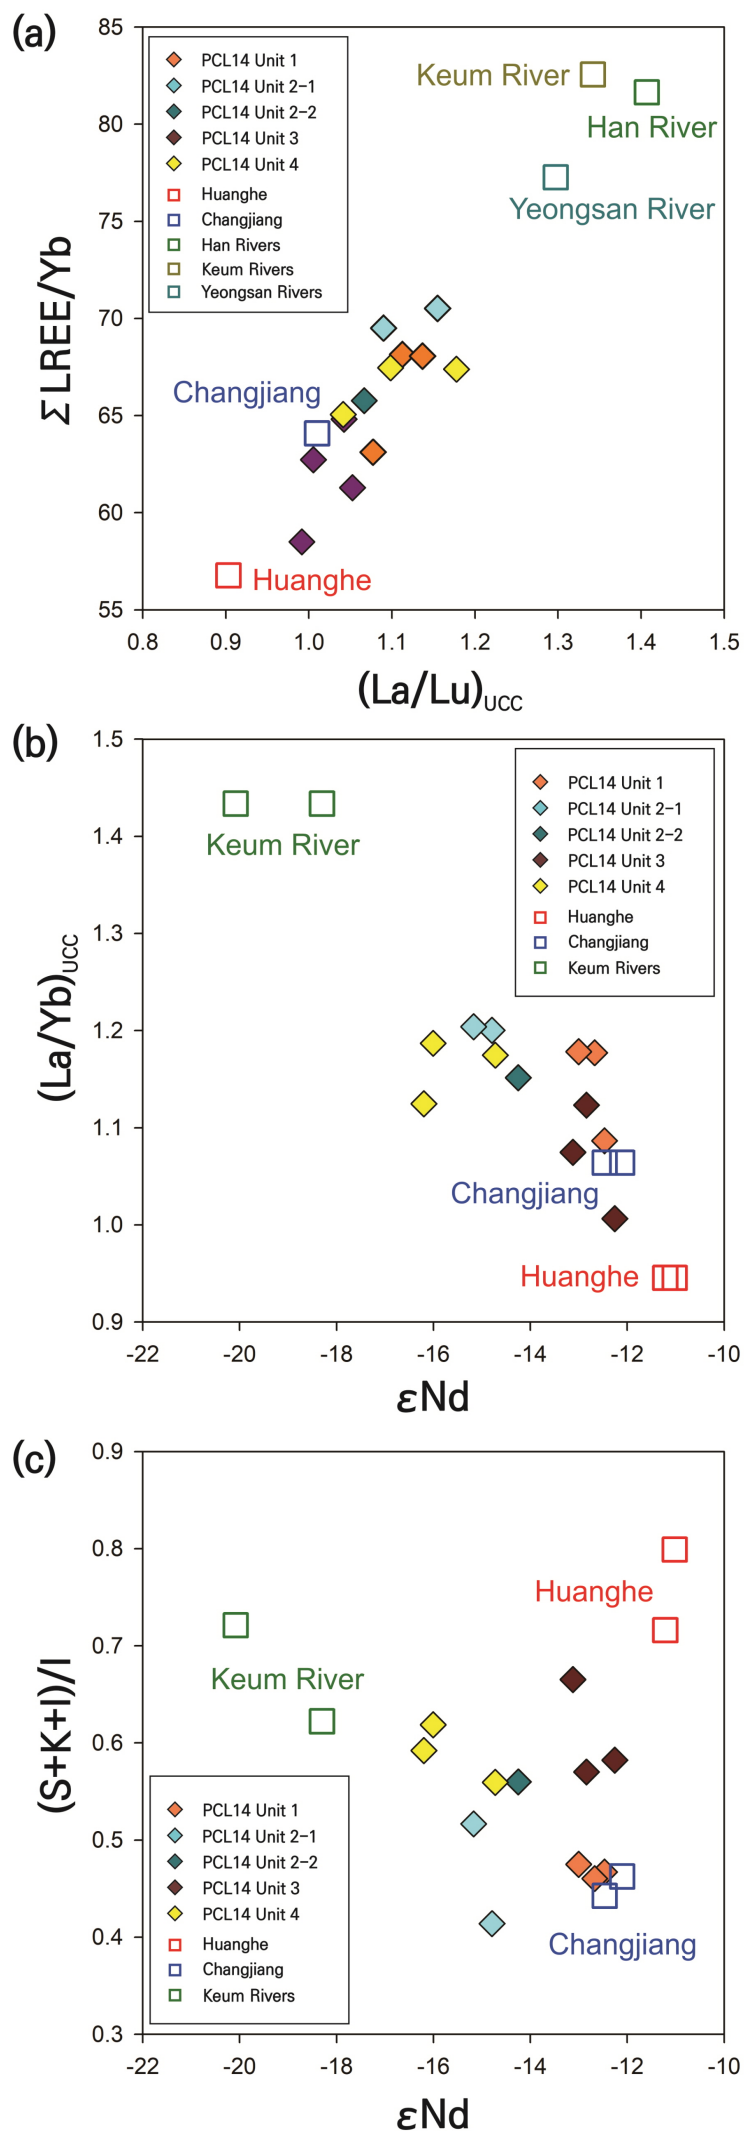 (a)
85
80
75
70
65
60
55
Σ LREE/Yb
PCL14 Unit 1
PCL14 Unit 2-1
PCL14 Unit 2-2
PCL14 Unit 3
PCL14 Unit 4
Huanghe
Changjiang
Han Rivers
Keum Rivers
Yeongsan Rivers
Keum River
Han River
Yeongsan River
Changjiang
Huanghe
0.8 0.9 1.0 1.1 1.2 1.3 1.4 1.5
(La/Lu)UCC
(b)
1.5
1.4
1.3
1.2
1.1
1.0
0.9
(La/Yb)UCC
PCL14 Unit 1
PCL14 Unit 2-1
PCL14 Unit 2-2
PCL14 Unit 3
PCL14 Unit 4
Huanghe
Changjiang
Keum Rivers
Keum River
Changjiang
Huanghe
-22 -20 -18 -16 -14 -12 -10
εNd
(c)
0.9
0.8
0.7
0.6
0.5
0.4
0.3
(S+K+I)/I
Huanghe
Keum River
PCL14 Unit 1
PCL14 Unit 2-1
PCL14 Unit 2-2
PCL14 Unit 3
PCL14 Unit 4
Huanghe
Changjiang
Keum Rivers
Changjiang
-22 -20 -18 -16 -14 -12 -10
εNd